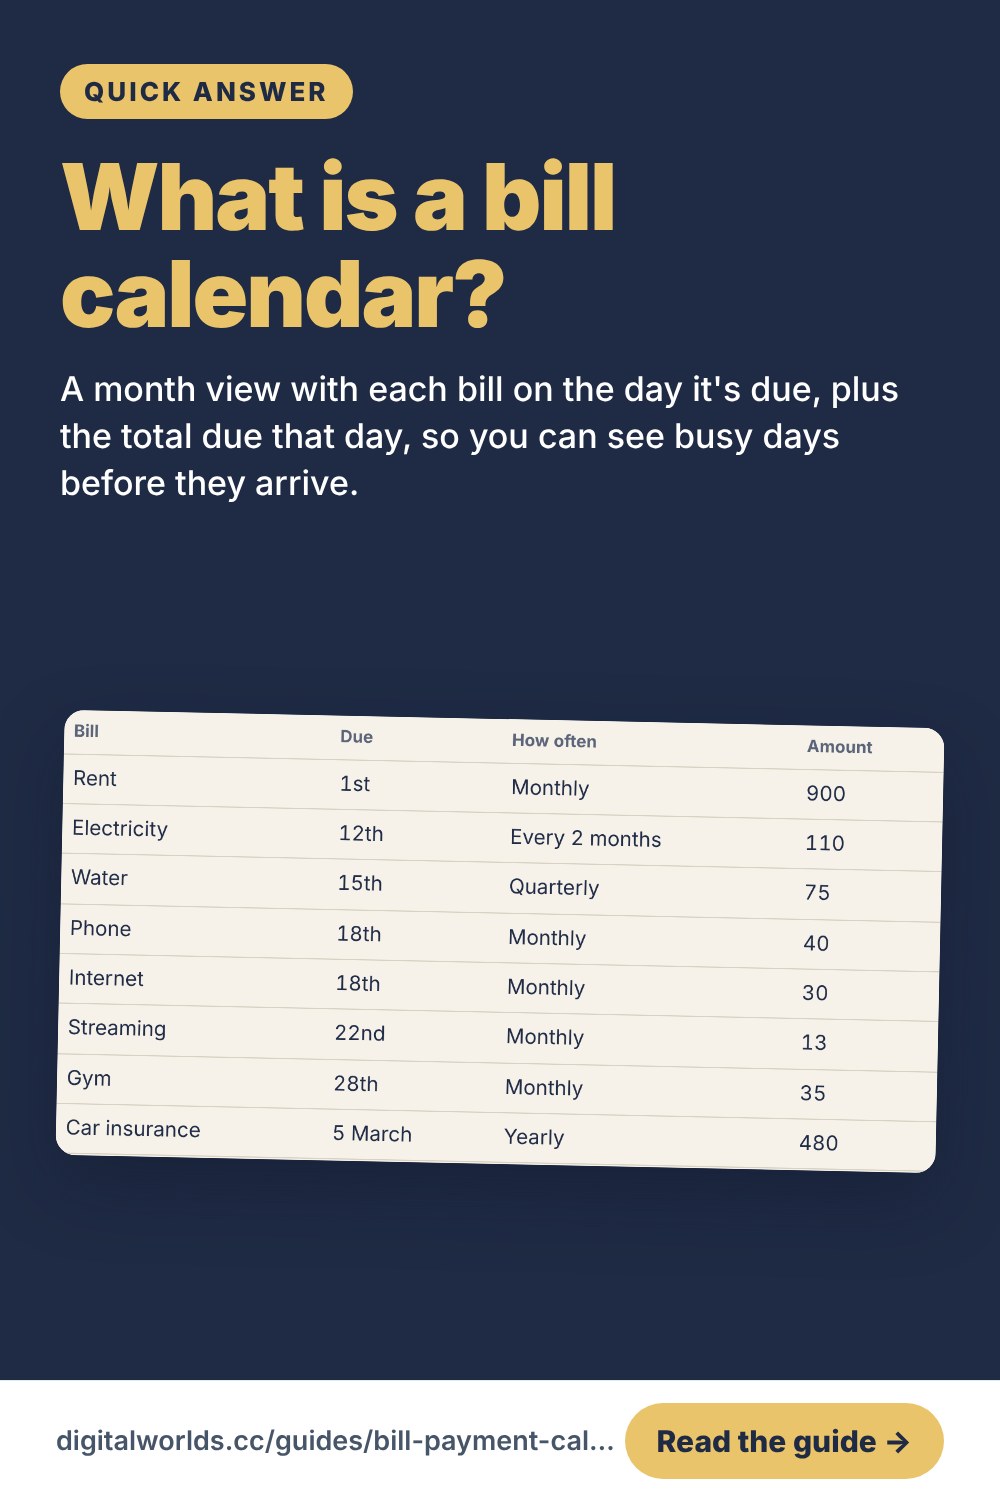 QUICK ANSWER
What is a bill
calendar?
A month view with each bill on the day it's due, plus
the total due that day, so you can see busy days
before they arrive.
Bill Due How often Amount
Rent 1st Monthly 900
Electricity 12th Every 2 months 110
Water 15th Quarterly 75
Phone 18th Monthly 40
Internet 18th Monthly 30
Streaming 22nd Monthly 13
Gym 28th Monthly 35
Car insurance 5 March Yearly 480
digitalworlds.cc/guides/bill-payment-cal... Read the guide →